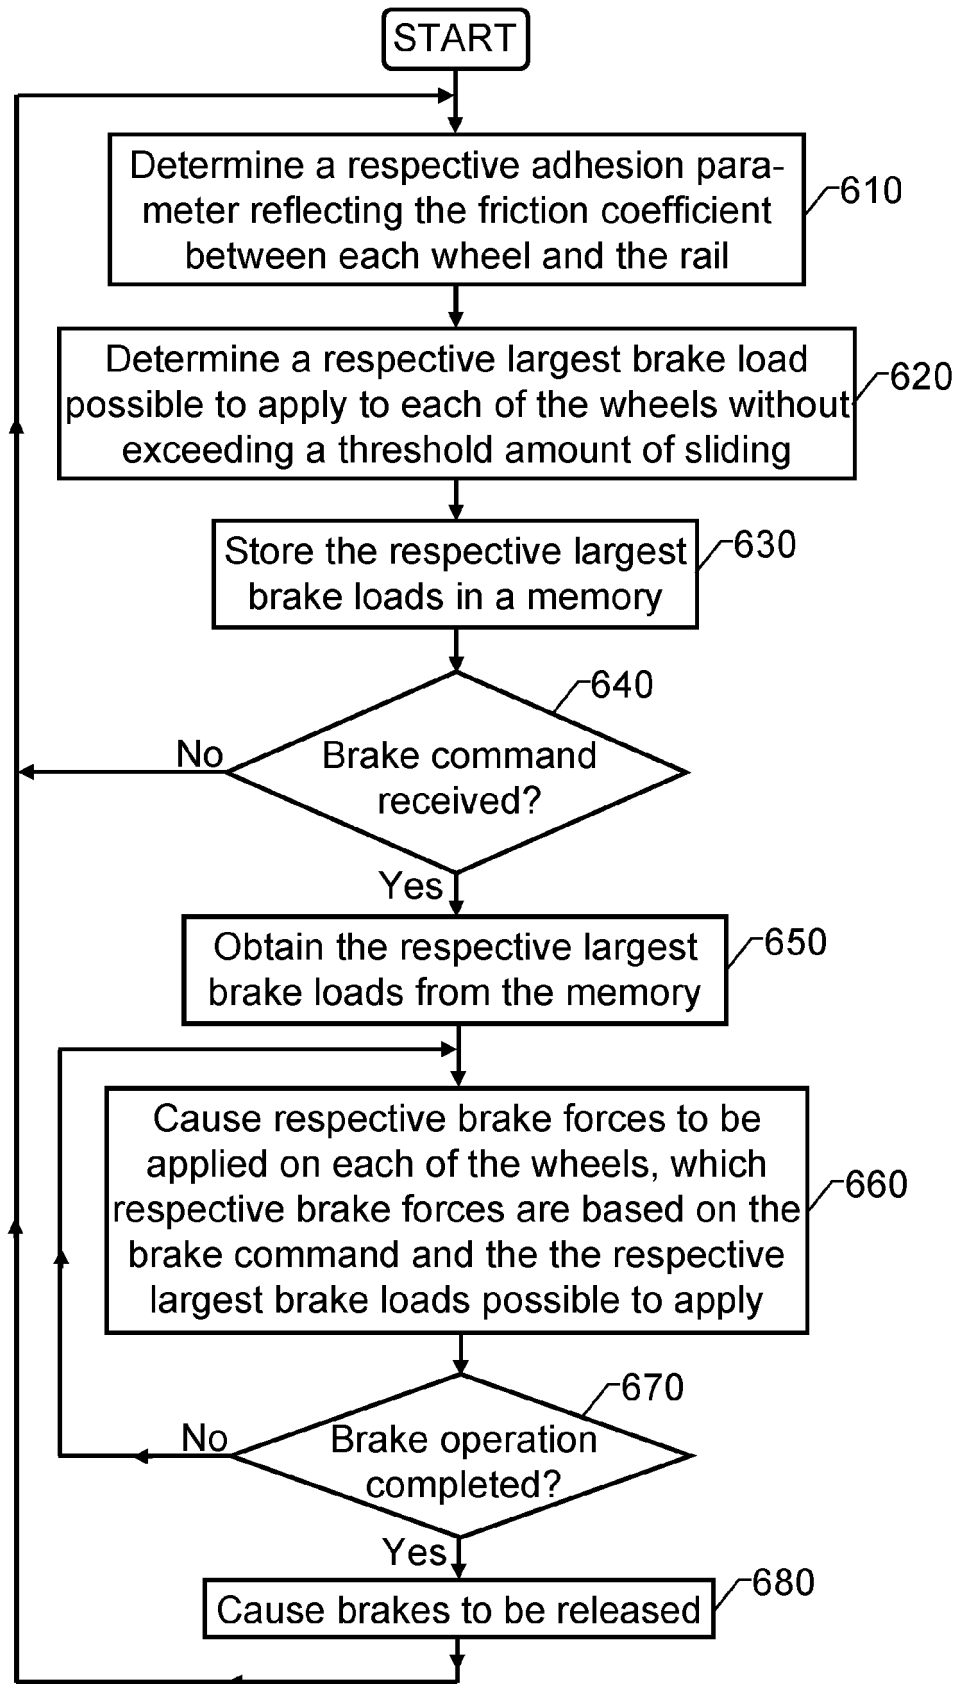 START
Determine a respective adhesion para-
meter reflecting the friction coefficient
between each wheel and the rail
610
Determine a respective largest brake load
possible to apply to each of the wheels without
exceeding a threshold amount of sliding
620
Store the respective largest
brake loads in a memory
630
640
Brake command
received?
No
Yes
Obtain the respective largest
brake loads from the memory
650
Cause respective brake forces to be
applied on each of the wheels, which
respective brake forces are based on the
brake command and the the respective
largest brake loads possible to apply
660
670
Brake operation
completed?
No
Yes
Cause brakes to be released
680